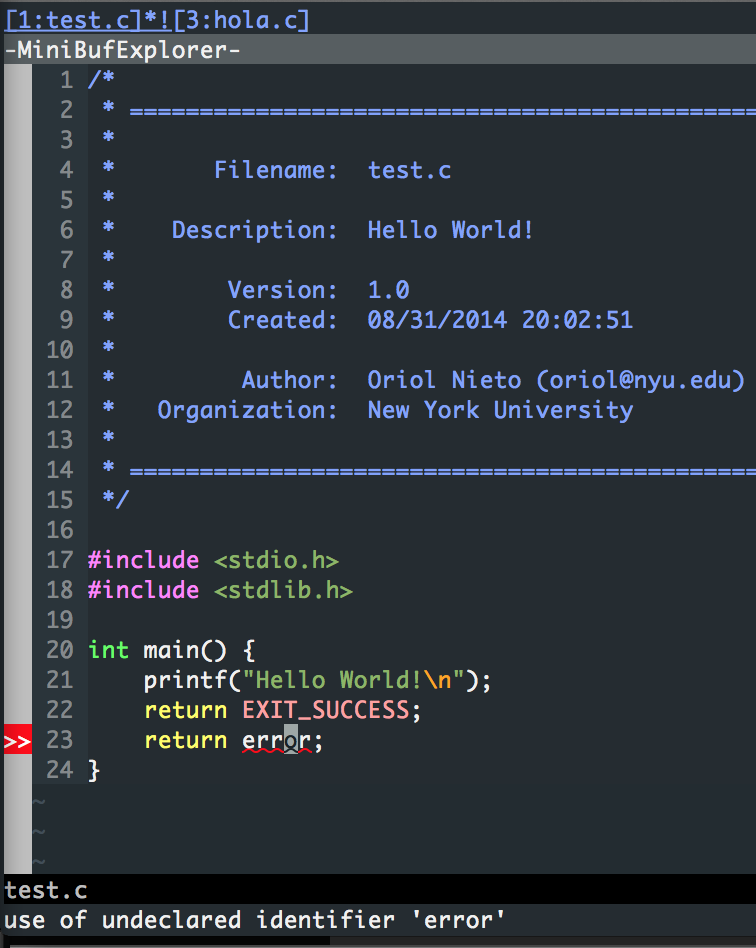 [1:test.c]*![3:hola.c]
-MiniBufExplorer-
1 /*
2  * =============================================
3  *
4  *       Filename:  test.c
5  *
6  *    Description:  Hello World!
7  *
8  *        Version:  1.0
9  *        Created:  08/31/2014 20:02:51
10  *
11  *         Author:  Oriol Nieto (oriol@nyu.edu)
12  *   Organization:  New York University
13  *
14  * =============================================
15  */
16
17 #include <stdio.h>
18 #include <stdlib.h>
19
20 int main() {
21     printf("Hello World!\n");
22     return EXIT_SUCCESS;
>> 23     return error;
24 }
~
~
~
test.c
use of undeclared identifier 'error'